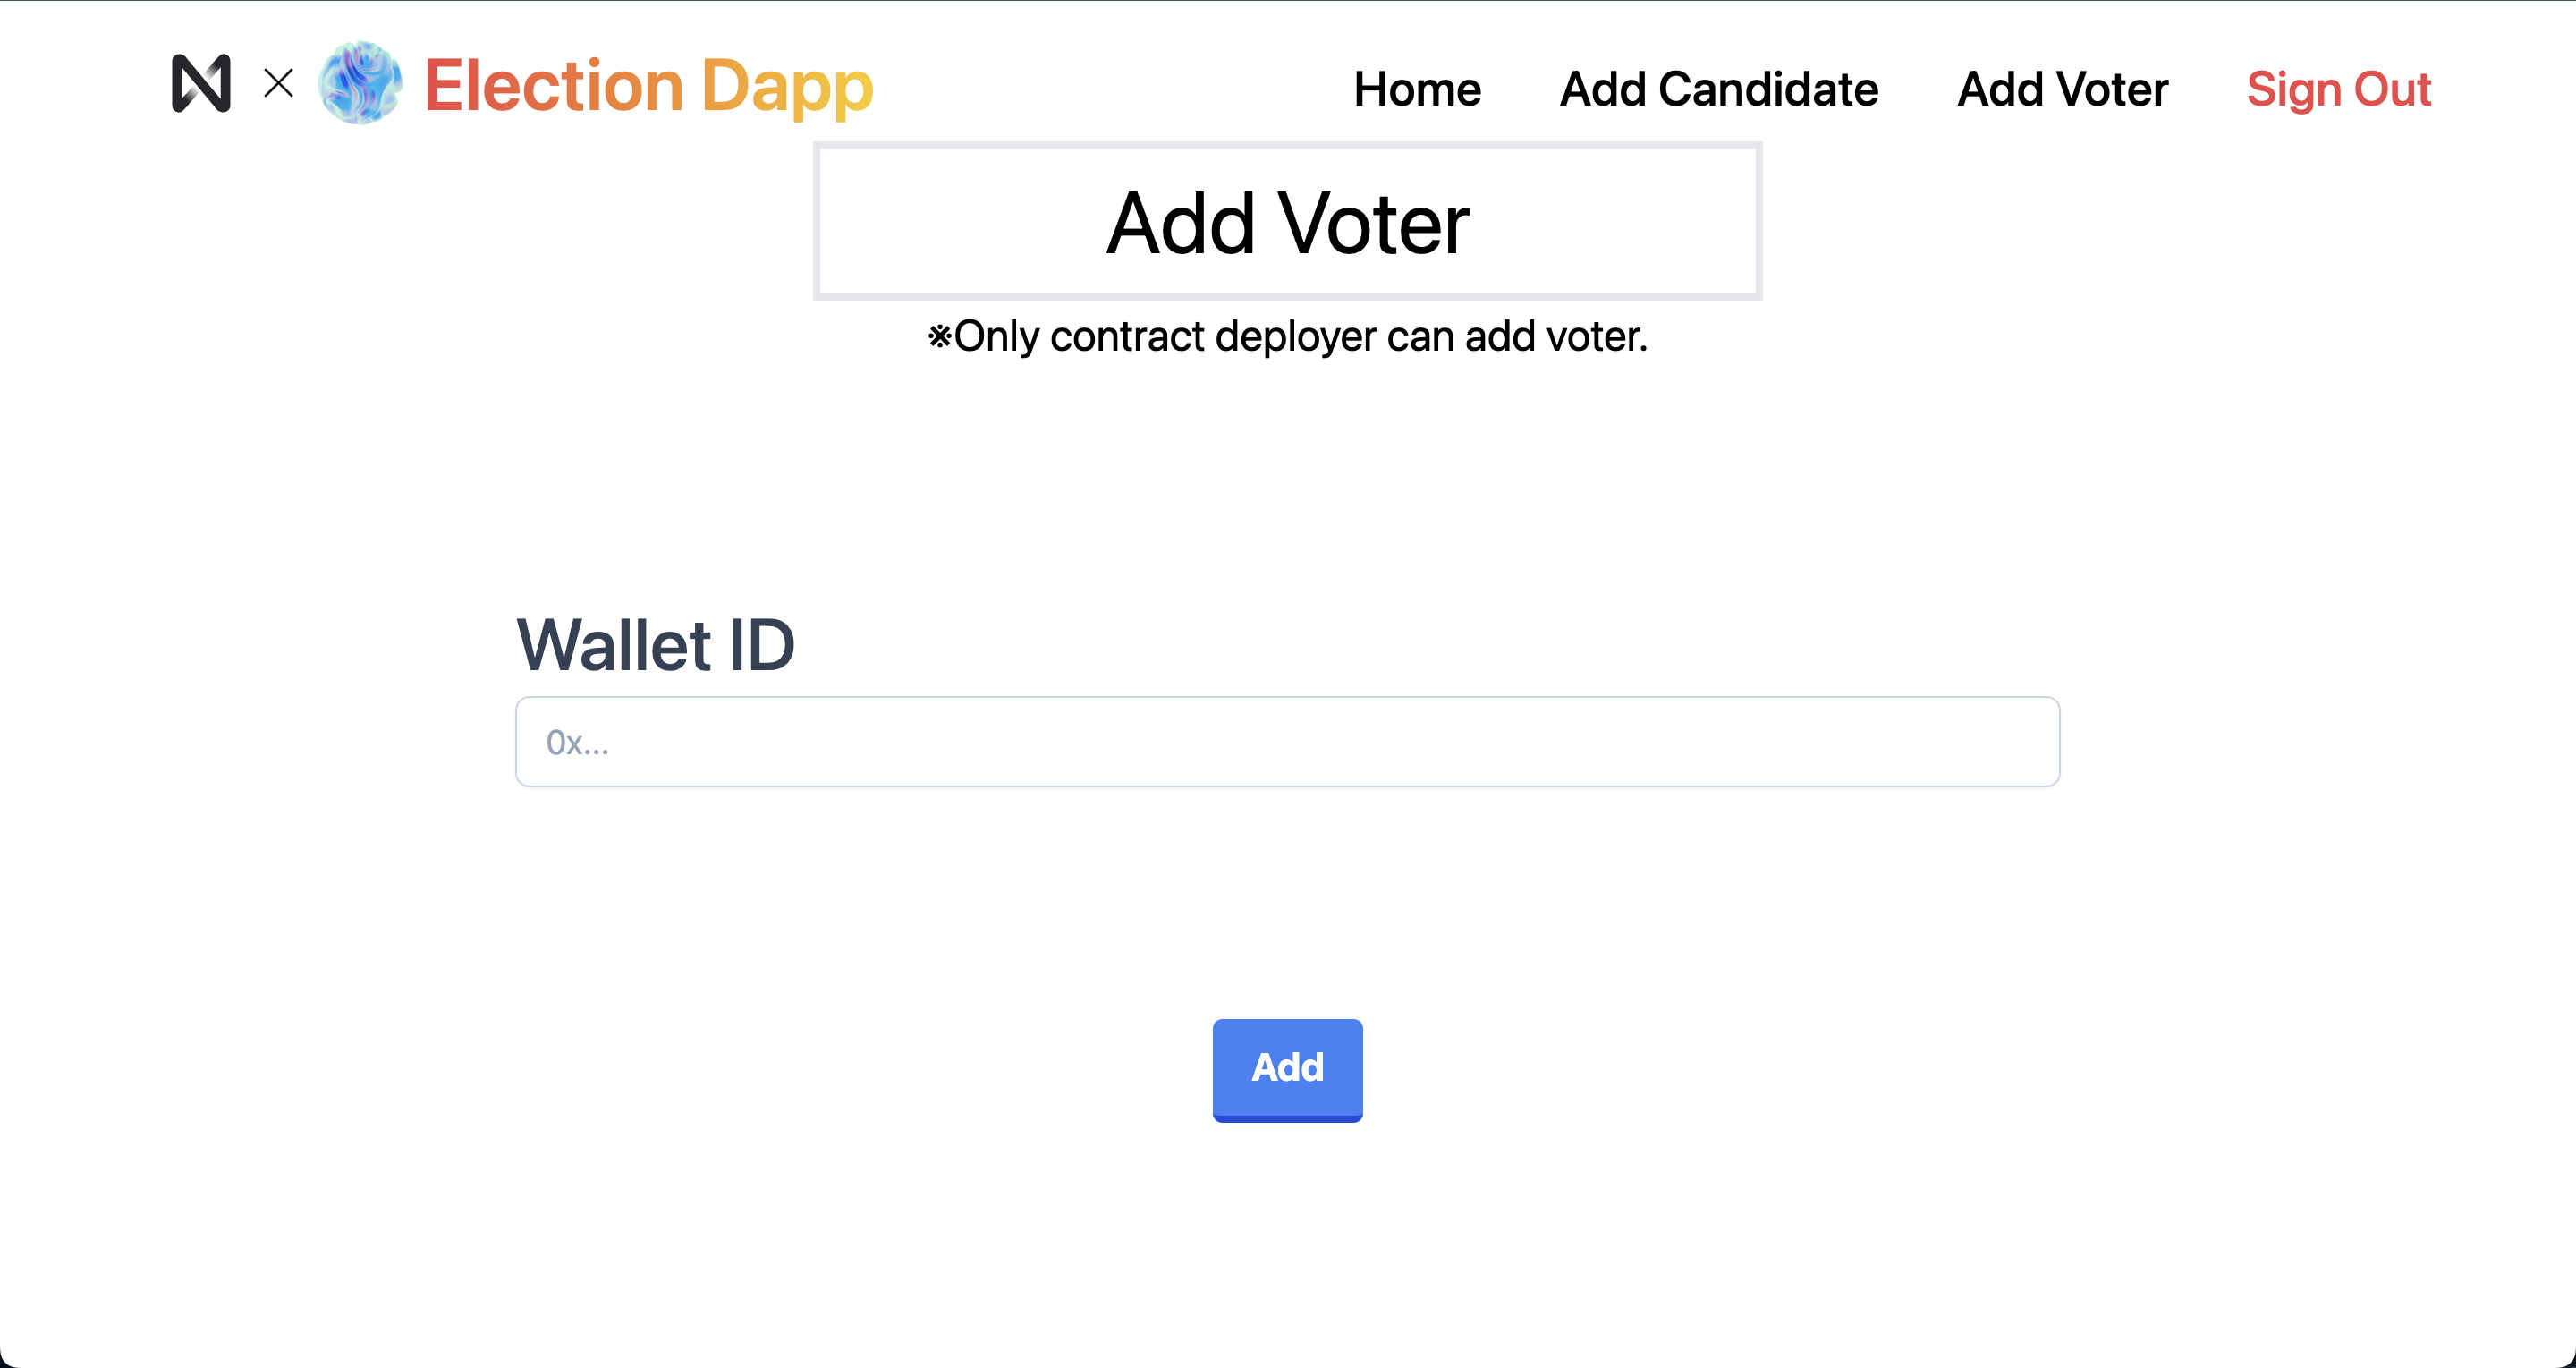 Election Dapp
Home
Add Candidate
Add Voter
Sign Out
Add Voter
※Only contract deployer can add voter.
Wallet ID
0x...
Add